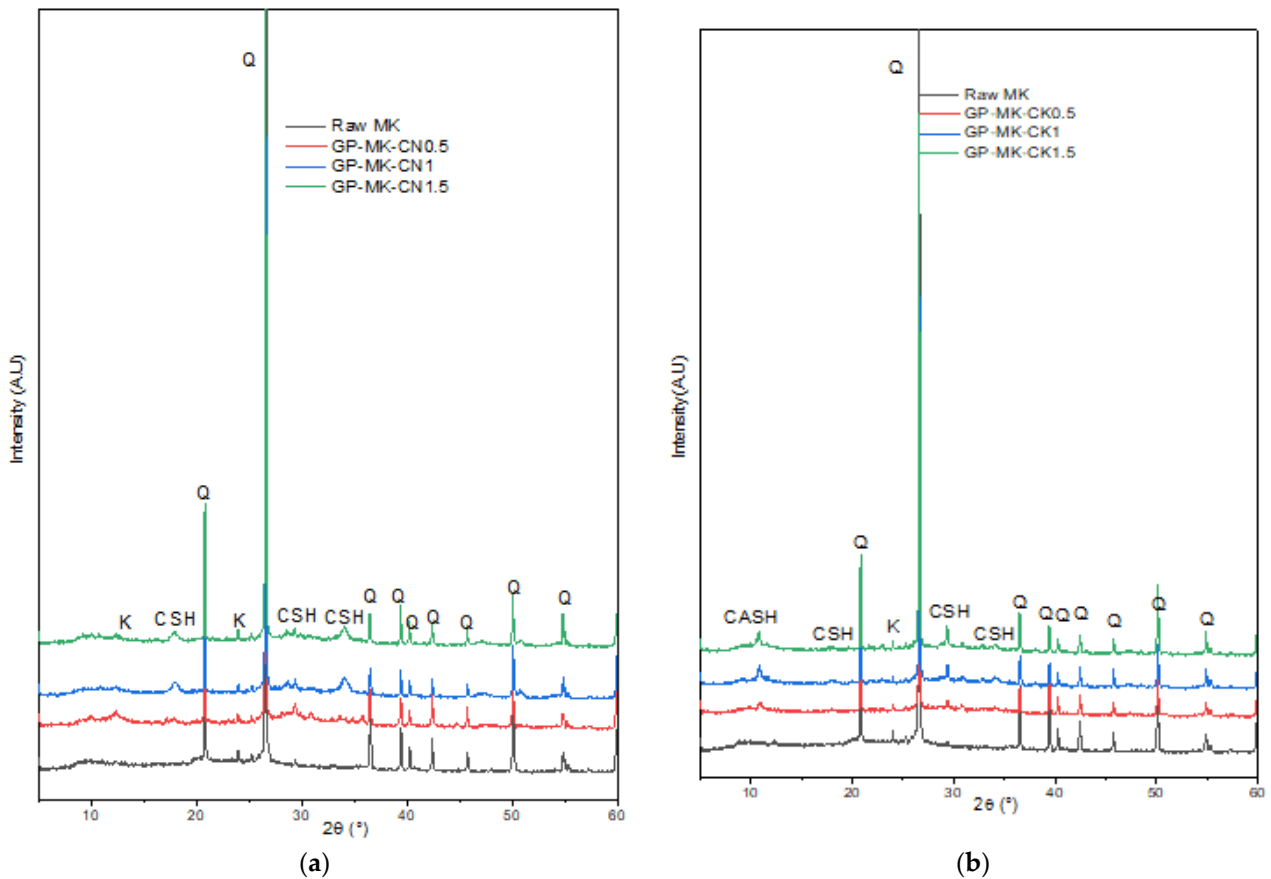 Q
Raw MK
GP-MK-CN0.5
GP-MK-CN1
GP-MK-CN1.5
Intensity (A.U)
Q
K
CSH
K
CSH
CSH
Q
Q
Q
Q
Q
Q
Q
10
20
30
40
50
60
2θ (°)
(a)
Q
Raw MK
GP-MK-CK0.5
GP-MK-CK1
GP-MK-CK1.5
Intensity (A.U)
Q
CASH
CSH
K
CSH
CSH
Q
Q
Q
Q
Q
Q
Q
10
20
30
40
50
60
2θ (°)
(b)